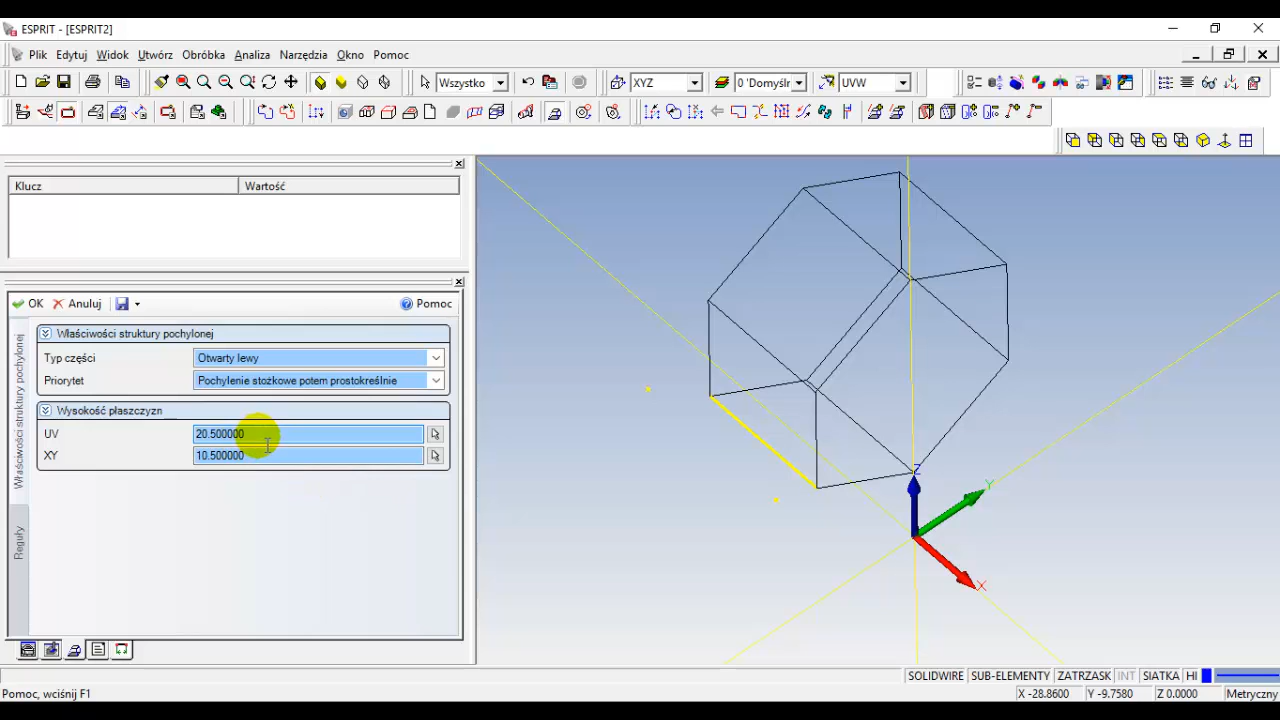 ESPRIT - [ESPRIT2]
Plik Edytuj Widok Utwórz Obróbka Analiza Narzędzia Okno Pomoc
Wszystko XYZ 0 'Domyślr UVW
Klucz Wartość
OK Anuluj Pomoc
Właściwości struktury pochylonej
Właściwości struktury pochylonej
Typ części Otwarty lewy
Priorytet Pochylenie stożkowe potem prostokreślnie
Wysokość płaszczyzn
UV 20.500000
XY 10.500000
Reguły
Z
Y
X
SOLIDWIRE SUB-ELEMENTY ZATRZASK INT SIATKA HI
Pomoc, wciśnij F1 X -28.8600 Y -9.7580 Z 0.0000 Metryczny